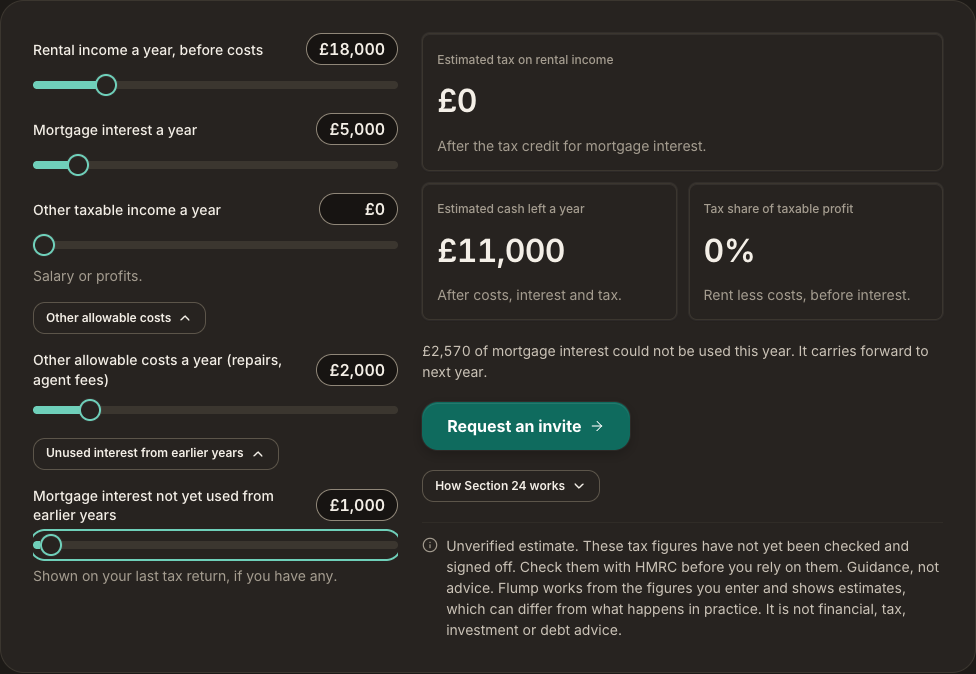 Rental income a year, before costs
£18,000
Mortgage interest a year
£5,000
Other taxable income a year
£0
Salary or profits.
Other allowable costs
Other allowable costs a year (repairs,
agent fees)
£2,000
Unused interest from earlier years
Mortgage interest not yet used from
earlier years
£1,000
Shown on your last tax return, if you have any.
Estimated tax on rental income
£0
After the tax credit for mortgage interest.
Estimated cash left a year
£11,000
After costs, interest and tax.
Tax share of taxable profit
0%
Rent less costs, before interest.
£2,570 of mortgage interest could not be used this year. It carries forward to
next year.
Request an invite
How Section 24 works
Unverified estimate. These tax figures have not yet been checked and
signed off. Check them with HMRC before you rely on them. Guidance, not
advice. Flump works from the figures you enter and shows estimates,
which can differ from what happens in practice. It is not financial, tax,
investment or debt advice.